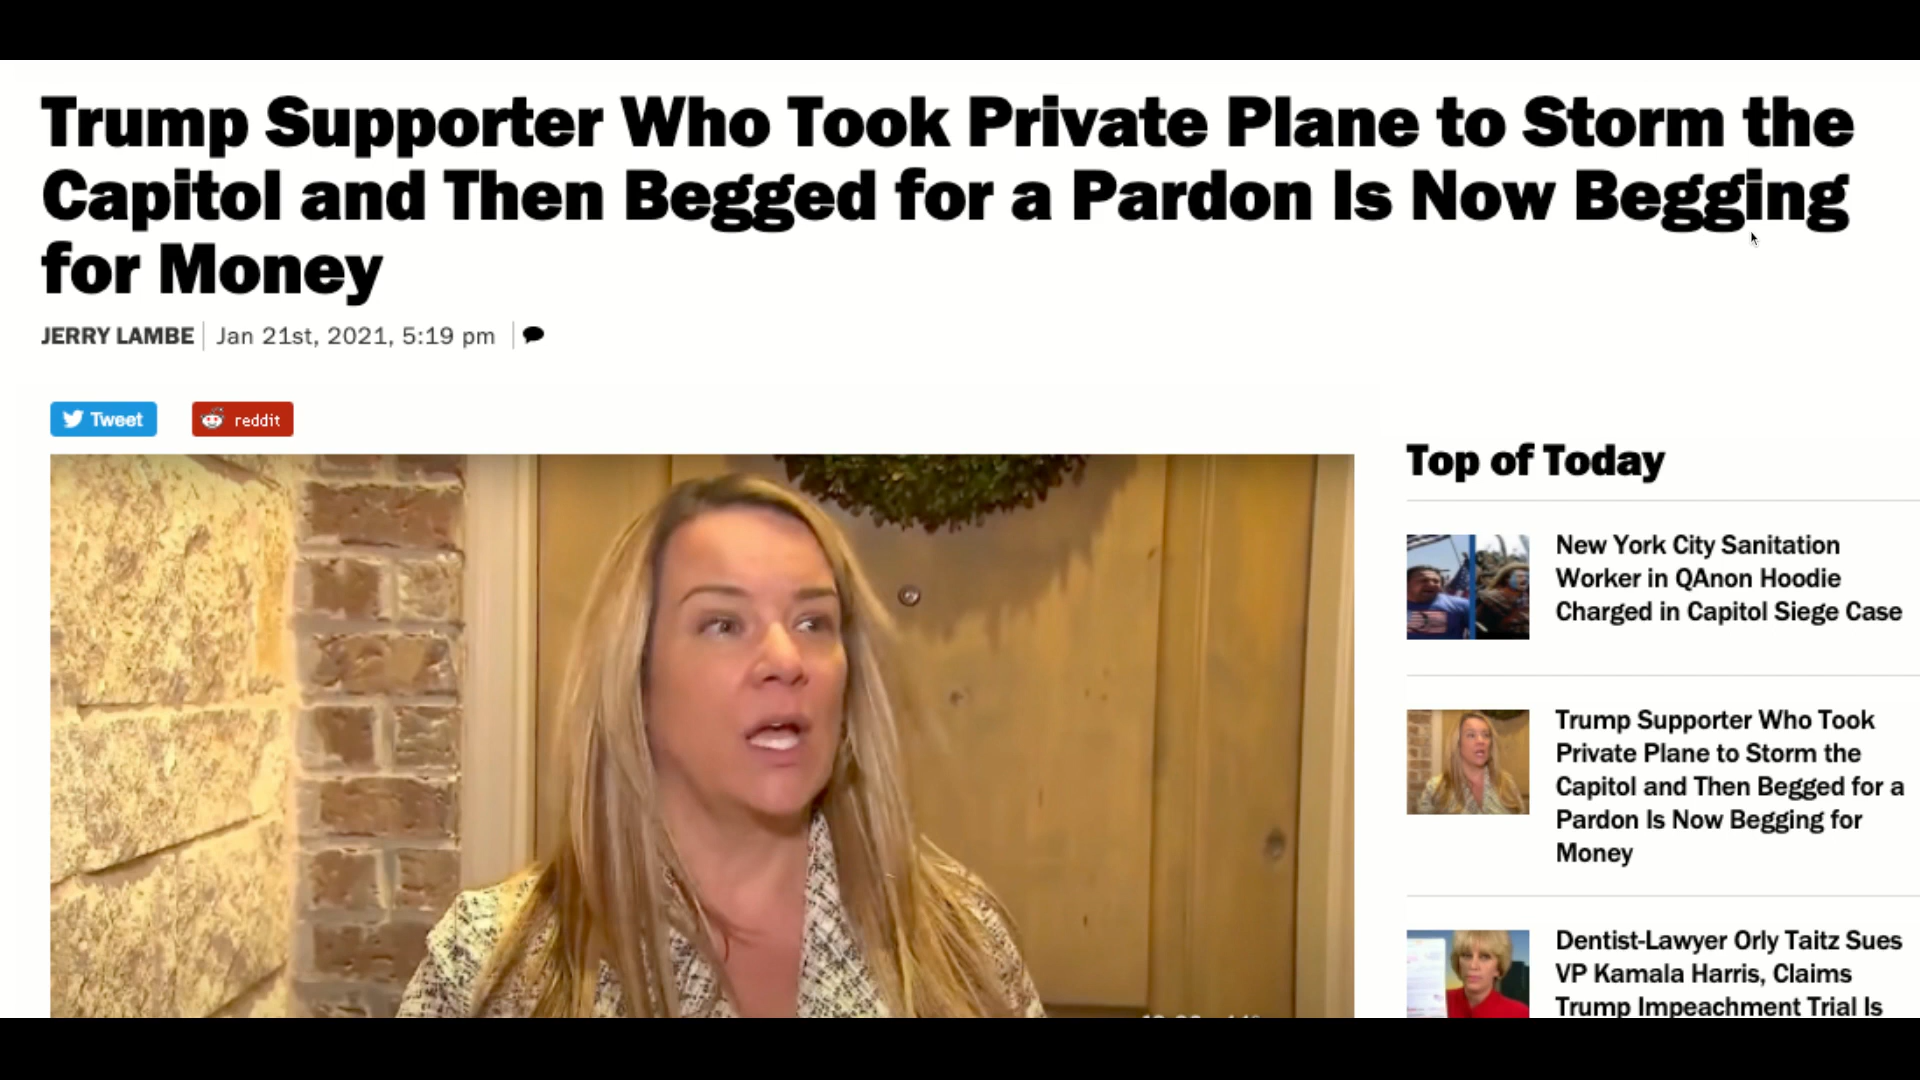 Trump Supporter Who Took Private Plane to Storm the
Capitol and Then Begged for a Pardon Is Now Begging
for Money
JERRY LAMBE Jan 21st, 2021, 5:19 pm
Tweet
reddit
Top of Today
New York City Sanitation
Worker in QAnon Hoodie
Charged in Capitol Siege Case
Trump Supporter Who Took
Private Plane to Storm the
Capitol and Then Begged for a
Pardon Is Now Begging for
Money
Dentist-Lawyer Orly Taitz Sues
VP Kamala Harris, Claims
Trump Impeachment Trial Is